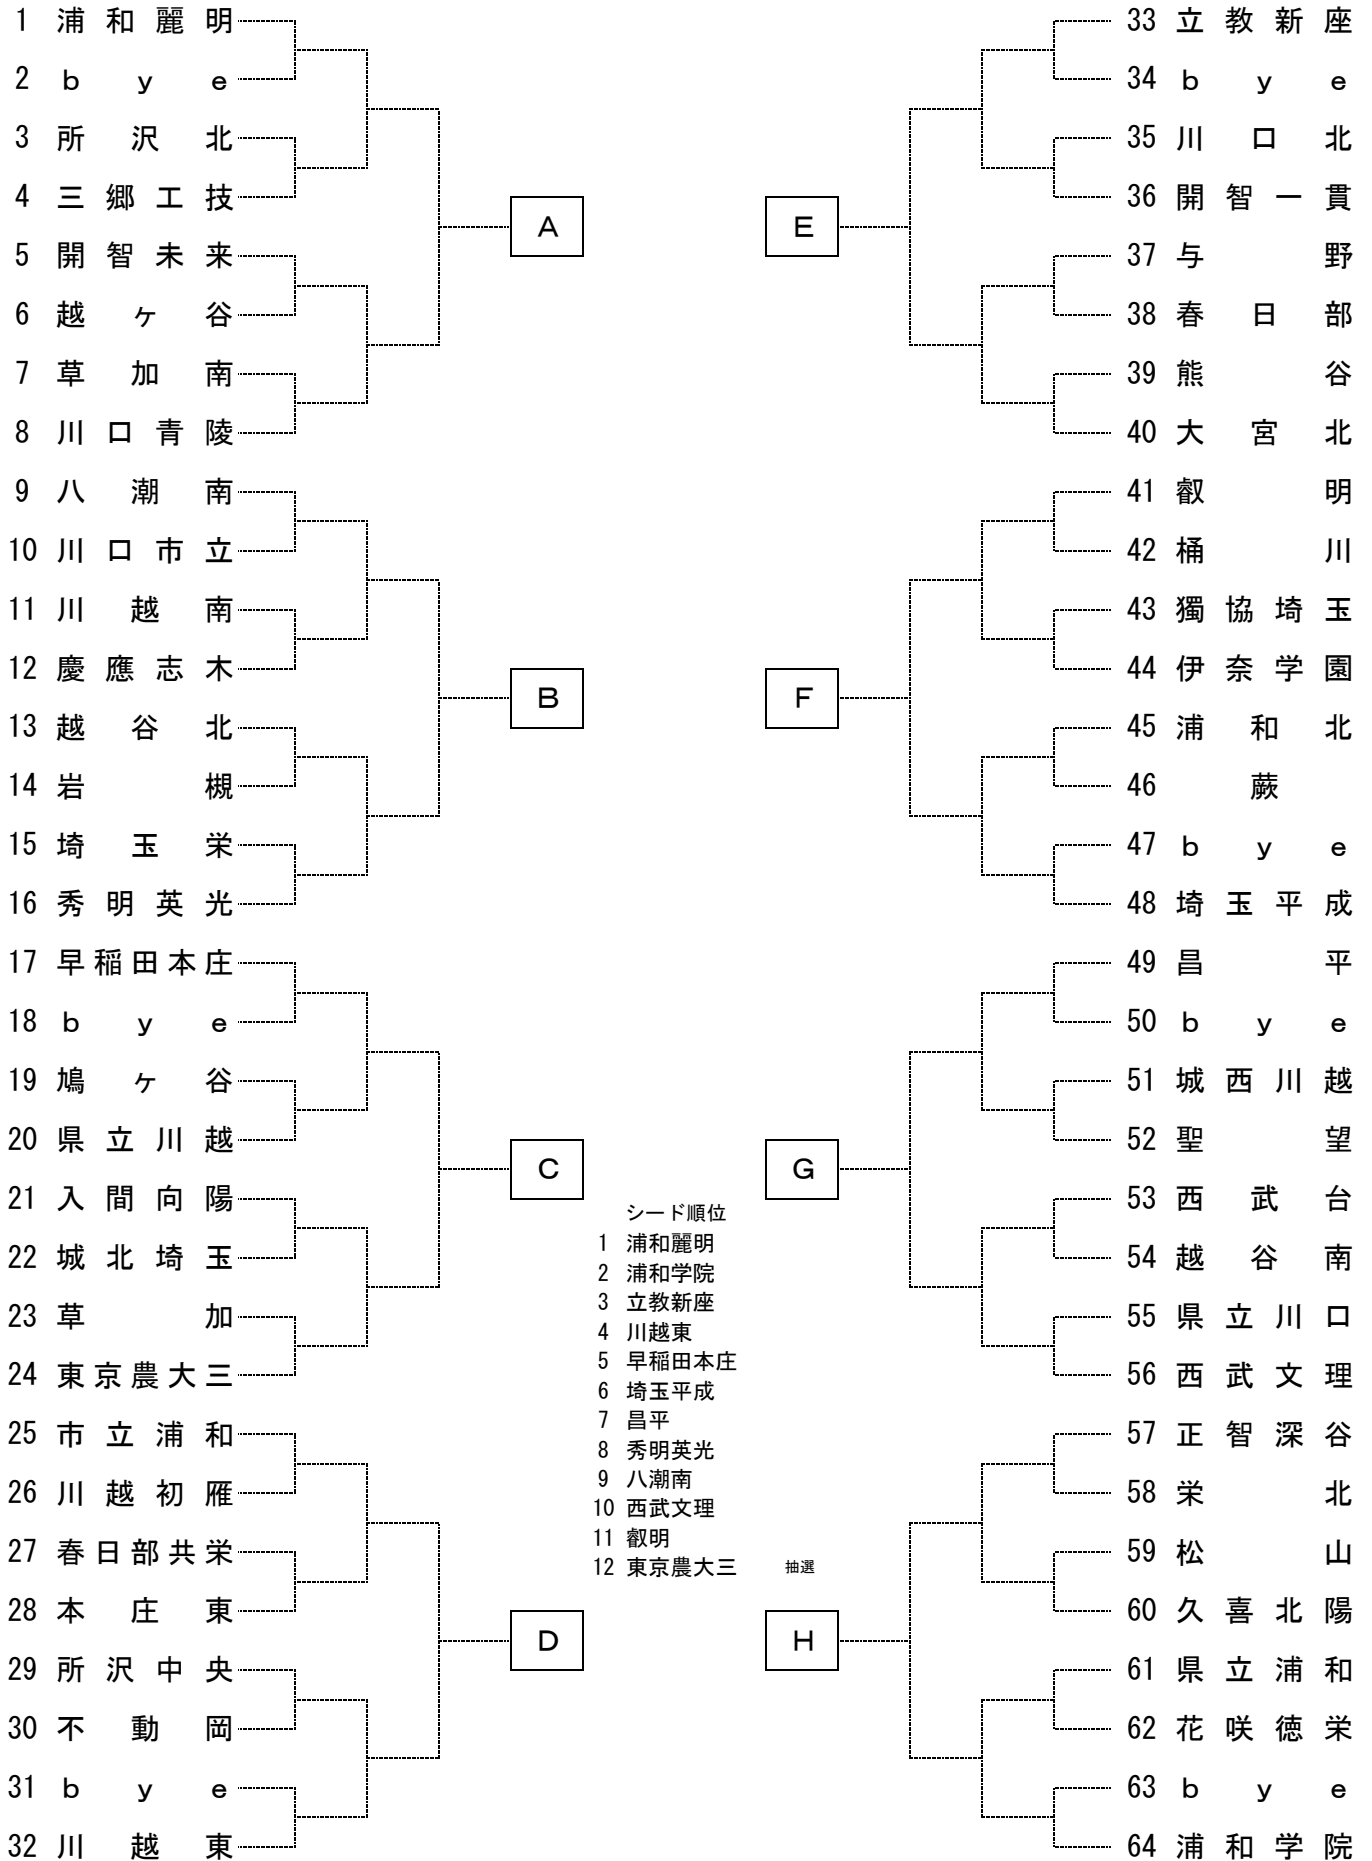 1 浦和麗明
2 bye
3 所沢北
4 三郷工技
5 開智未来
6 越ヶ谷
7 草加南
8 川口青陵
9 八潮南
10 川口市立
11 川越南
12 慶應志木
13 越谷北
14 岩槻
15 埼玉栄
16 秀明英光
17 早稲田本庄
18 bye
19 鳩ヶ谷
20 県立川越
21 入間向陽
22 城北埼玉
23 草加
24 東京農大三
25 市立浦和
26 川越初雁
27 春日部共栄
28 本庄東
29 所沢中央
30 不動岡
31 bye
32 川越東
A
B
C
D
シード順位
1 浦和麗明
2 浦和学院
3 立教新座
4 川越東
5 早稲田本庄
6 埼玉平成
7 昌平
8 秀明英光
9 八潮南
10 西武文理
11 叡明
12 東京農大三 抽選
E
F
G
H
33 立教新座
34 bye
35 川口北
36 開智一貫
37 与野
38 春日部
39 熊谷
40 大宮北
41 叡明
42 桶川
43 獨協埼玉
44 伊奈学園
45 浦和北
46 蕨
47 bye
48 埼玉平成
49 昌平
50 bye
51 城西川越
52 聖望
53 西武台
54 越谷南
55 県立川口
56 西武文理
57 正智深谷
58 栄北
59 松山
60 久喜北陽
61 県立浦和
62 花咲徳栄
63 bye
64 浦和学院